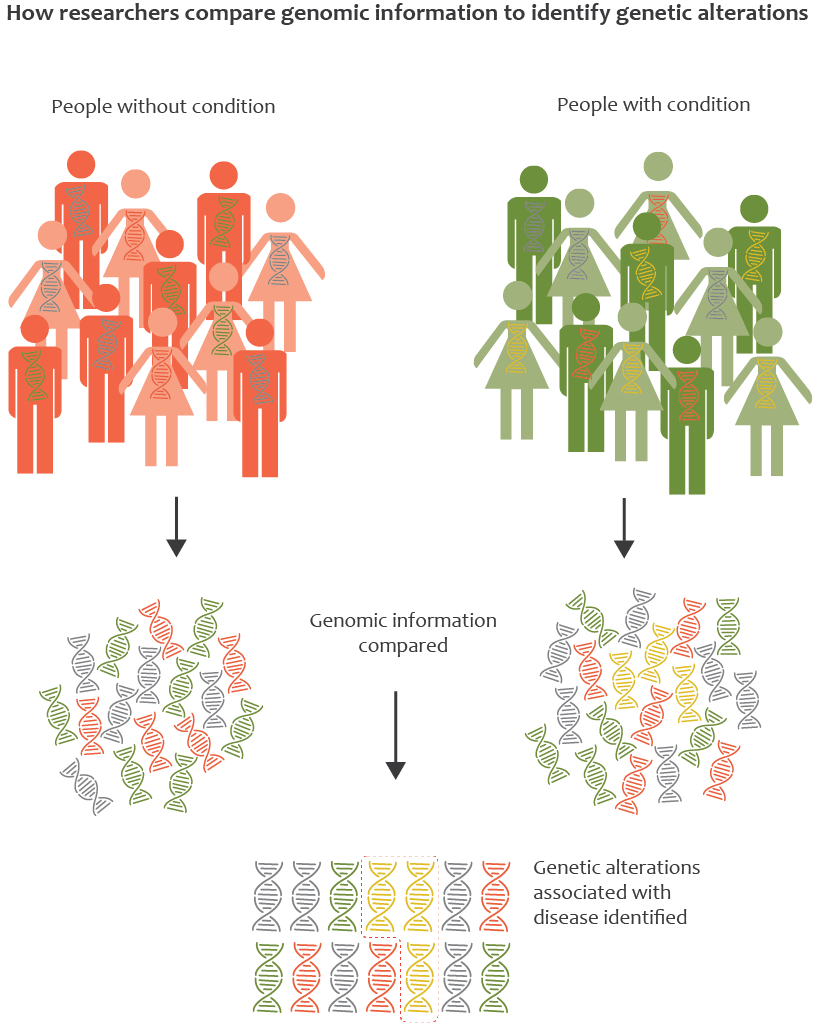 How researchers compare genomic information to identify genetic alterations
People without condition
People with condition
Genomic information
compared
Genetic alterations
associated with
disease identified